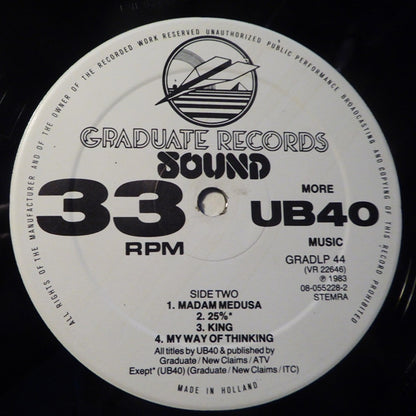 ALL RIGHTS OF THE MANUFACTURER AND OF THE OWNER OF THE RECORDED WORK RESERVED UNAUTHORIZED PUBLIC PERFORMANCE BROADCASTING AND COPYING OF THIS RECORD PROHIBITED
GRADUATE RECORDS
SOUND
33
RPM
MORE
UB40
MUSIC
GRADLP 44
(VR 22646)
℗ 1983
08-055228-2
STEMRA
SIDE TWO
1. MADAM MEDUSA
2. 25%*
3. KING
4. MY WAY OF THINKING
All titles by UB40 & published by
Graduate / New Claims / ATV
Exept* (UB40) (Graduate / New Claims / ITC)
MADE IN HOLLAND